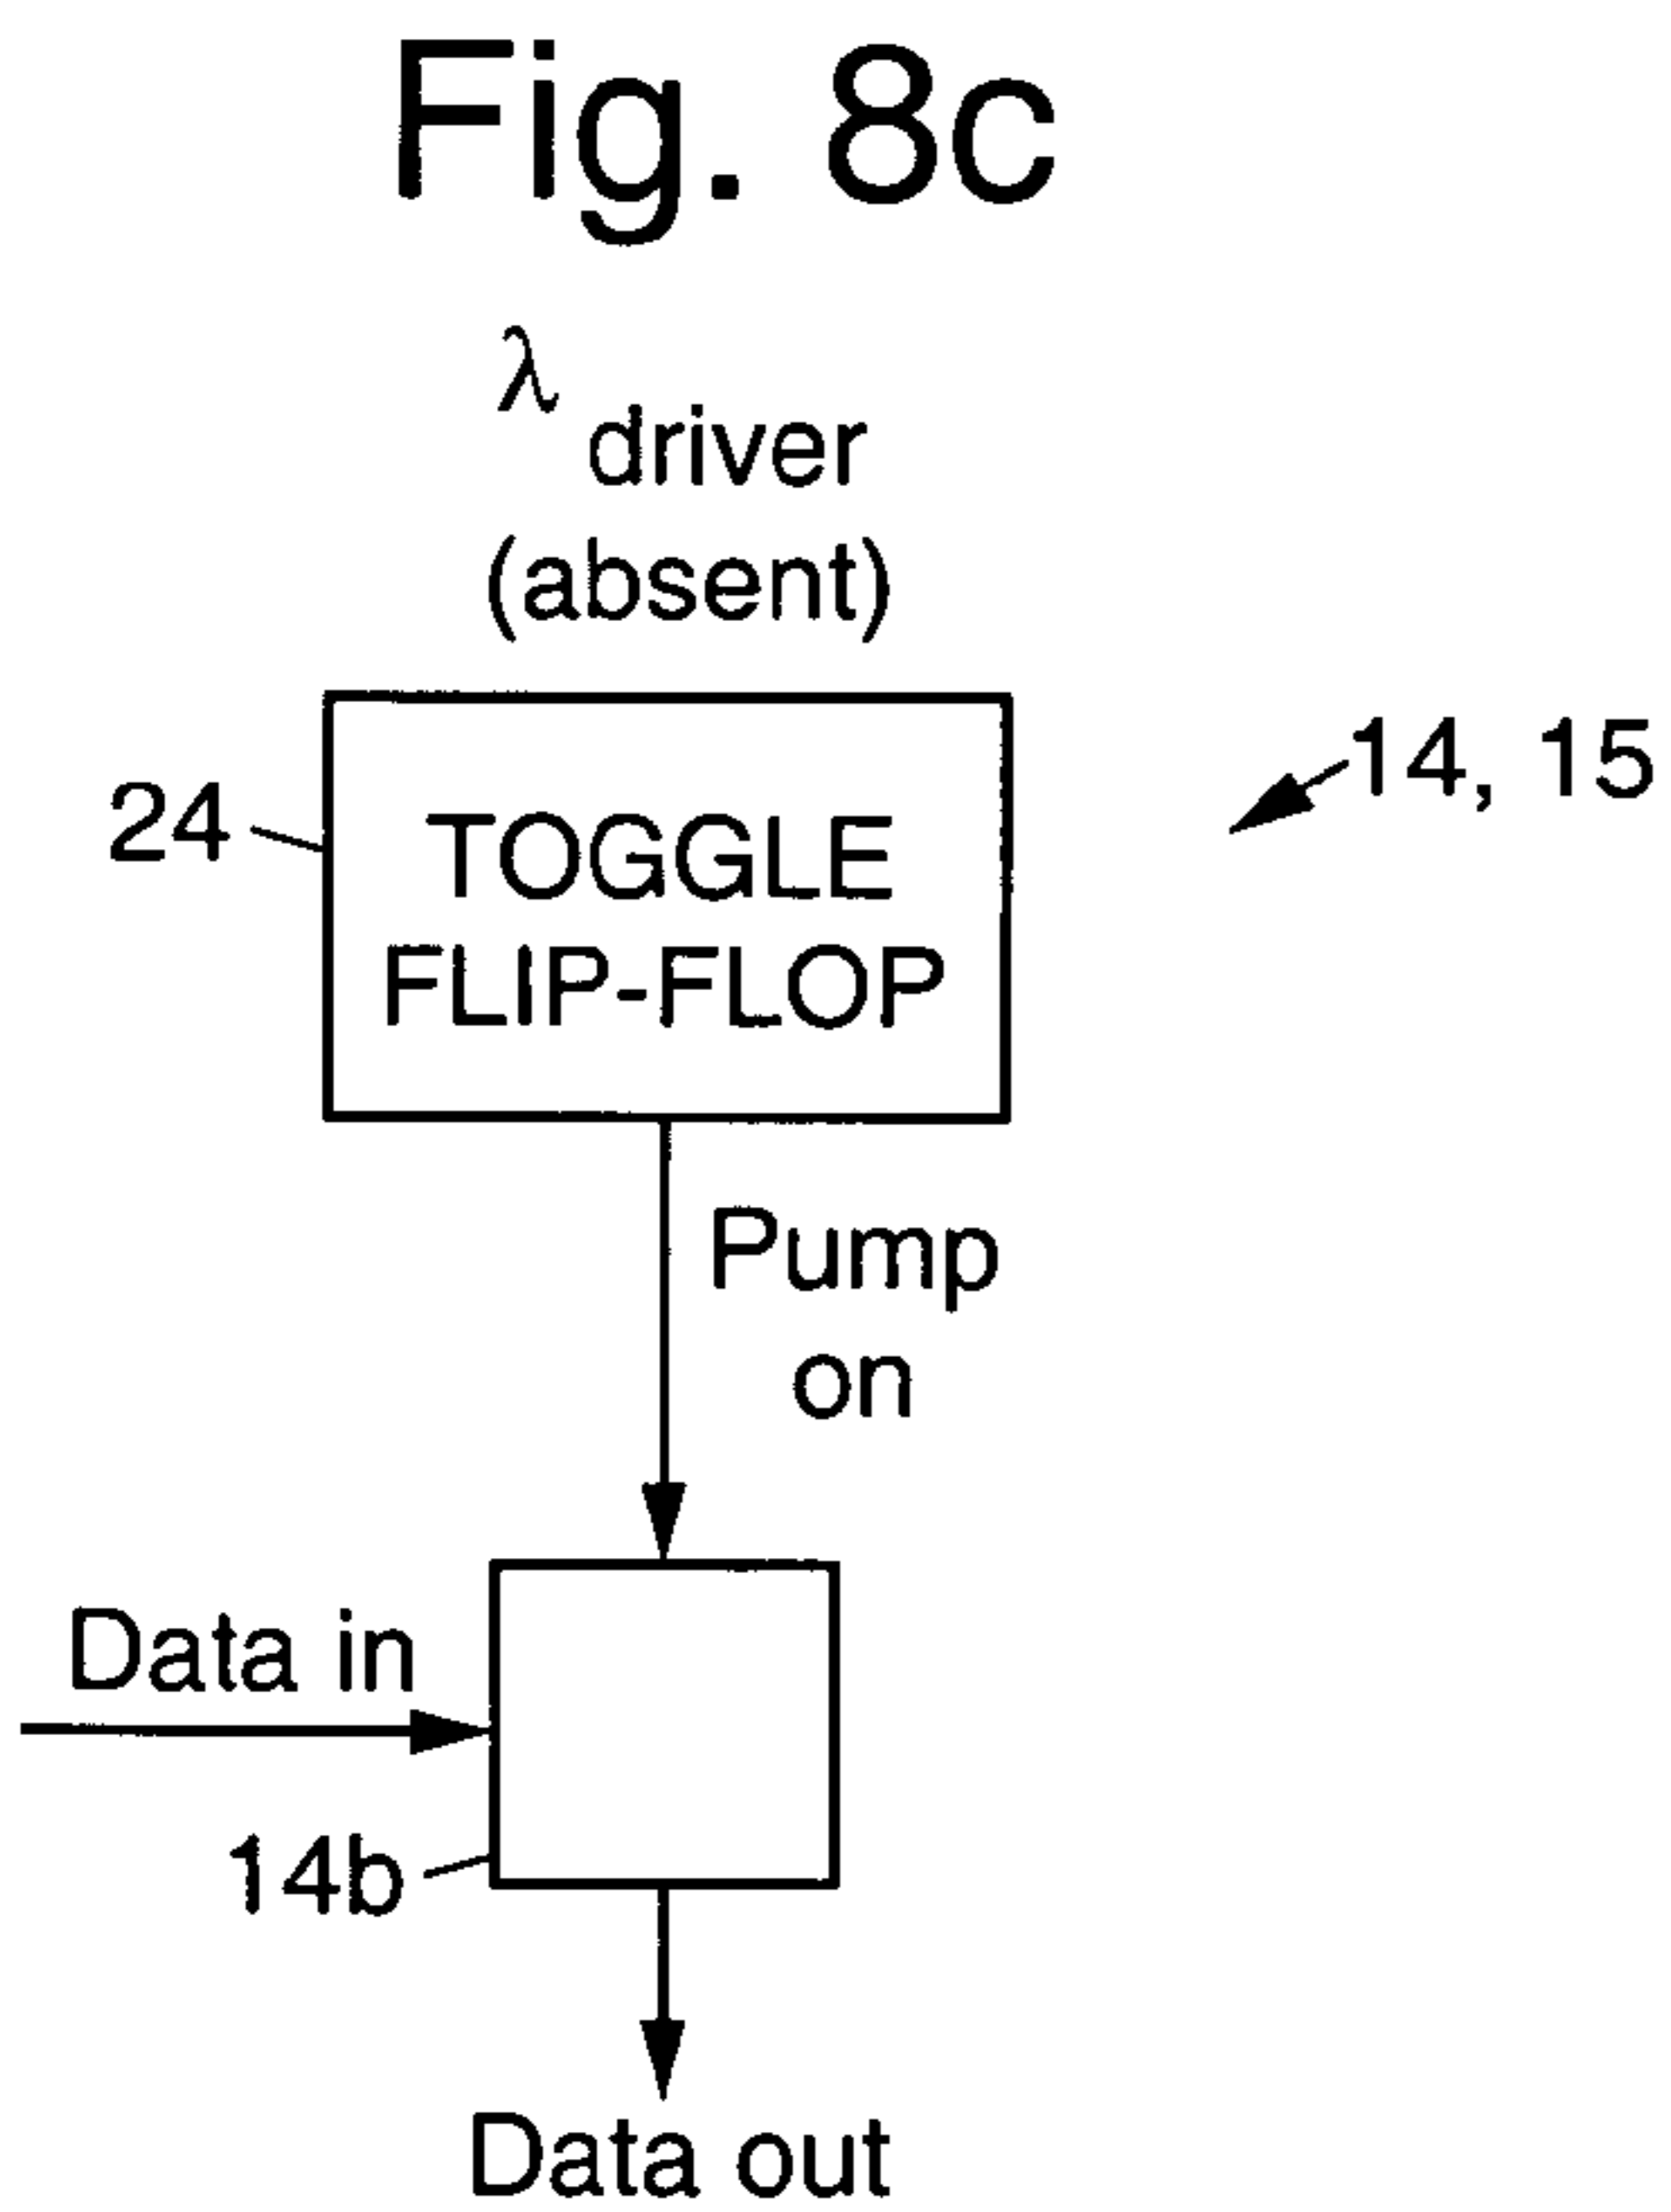 Fig. 8c
λ driver
(absent)
14, 15
24
TOGGLE
FLIP-FLOP
Pump
on
Data in
14b
Data out